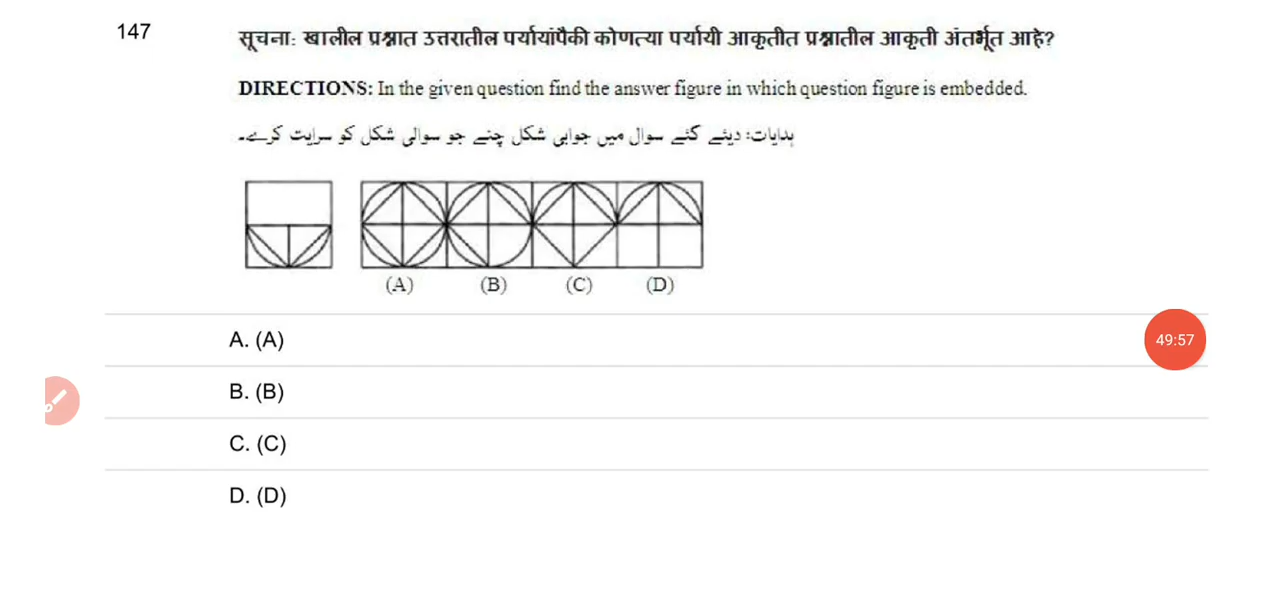 147
सूचना: खालील प्रश्नात उत्तरातील पर्यायांपैकी कोणत्या पर्यायी आकृतीत प्रश्नातील आकृती अंतर्भूत आहे?
DIRECTIONS: In the given question find the answer figure in which question figure is embedded.
ہدایات: دیئے گئے سوال میں جوابی شکل چنے جو سوالی شکل کو سرایت کرے۔
(A) (B) (C) (D)
A. (A)
49:57
B. (B)
C. (C)
D. (D)